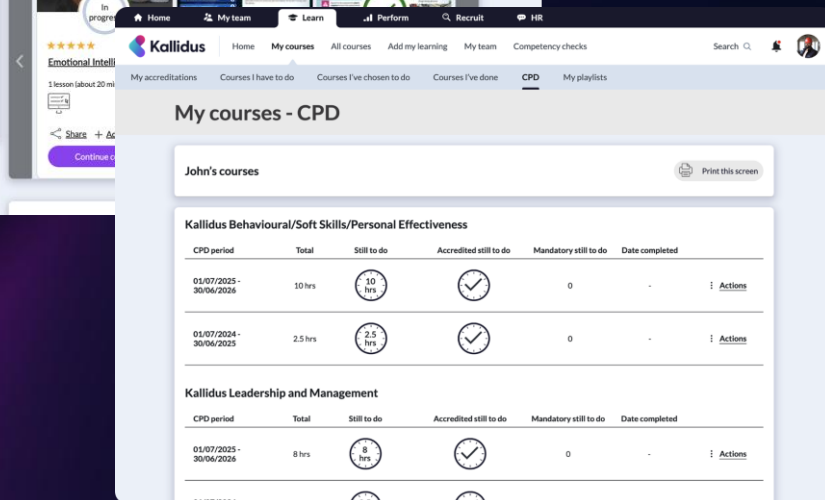 In
progres
Emotional Intelli
1 lesson (about 20 mi
Share
Ad
Continue c
Home My team Learn Perform Recruit HR
Kallidus Home My courses All courses Add my learning My team Competency checks Search
My accreditations Courses I have to do Courses I've chosen to do Courses I've done CPD My playlists
My courses - CPD
John's courses Print this screen
Kallidus Behavioural/Soft Skills/Personal Effectiveness
CPD period Total Still to do Accredited still to do Mandatory still to do Date completed
01/07/2025 -
30/06/2026
10 hrs
10
hrs
0 - Actions
01/07/2024 -
30/06/2025
2.5 hrs
2.5
hrs
0 - Actions
Kallidus Leadership and Management
CPD period Total Still to do Accredited still to do Mandatory still to do Date completed
01/07/2025 -
30/06/2026
8 hrs
8
hrs
0 - Actions